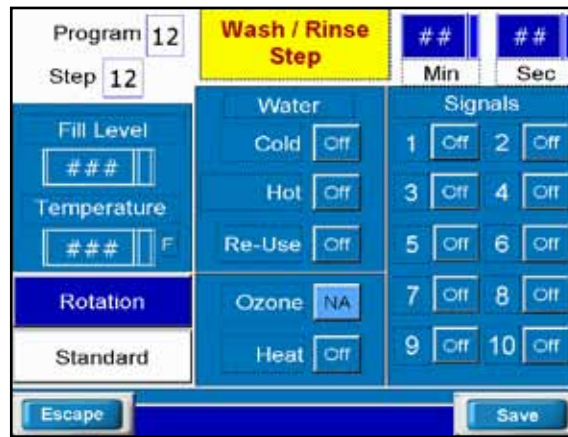 Program 12
Step 12
Wash / Rinse
Step
## ##
Min Sec
Fill Level
###
Temperature
### F
Rotation
Standard
Water
Cold Off
Hot Off
Re-Use Off
Ozone NA
Heat Off
Signals
1 Off 2 Off
3 Off 4 Off
5 Off 6 Off
7 Off 8 Off
9 Off 10 Off
Escape
Save